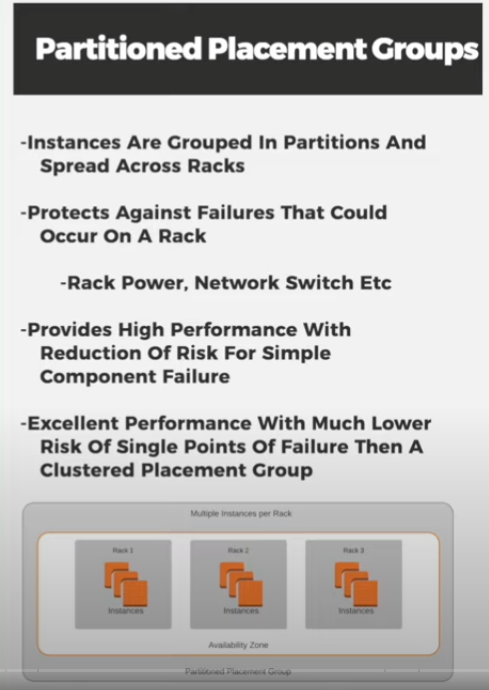 Partitioned Placement Groups
-Instances Are Grouped In Partitions And
Spread Across Racks
-Protects Against Failures That Could
Occur On A Rack
-Rack Power, Network Switch Etc
-Provides High Performance With
Reduction Of Risk For Simple
Component Failure
-Excellent Performance With Much Lower
Risk Of Single Points Of Failure Then A
Clustered Placement Group
Multiple Instances per Rack
Rack 1
Rack 2
Rack 3
Instances
Instances
Instances
Availability Zone
Partitioned Placement Group